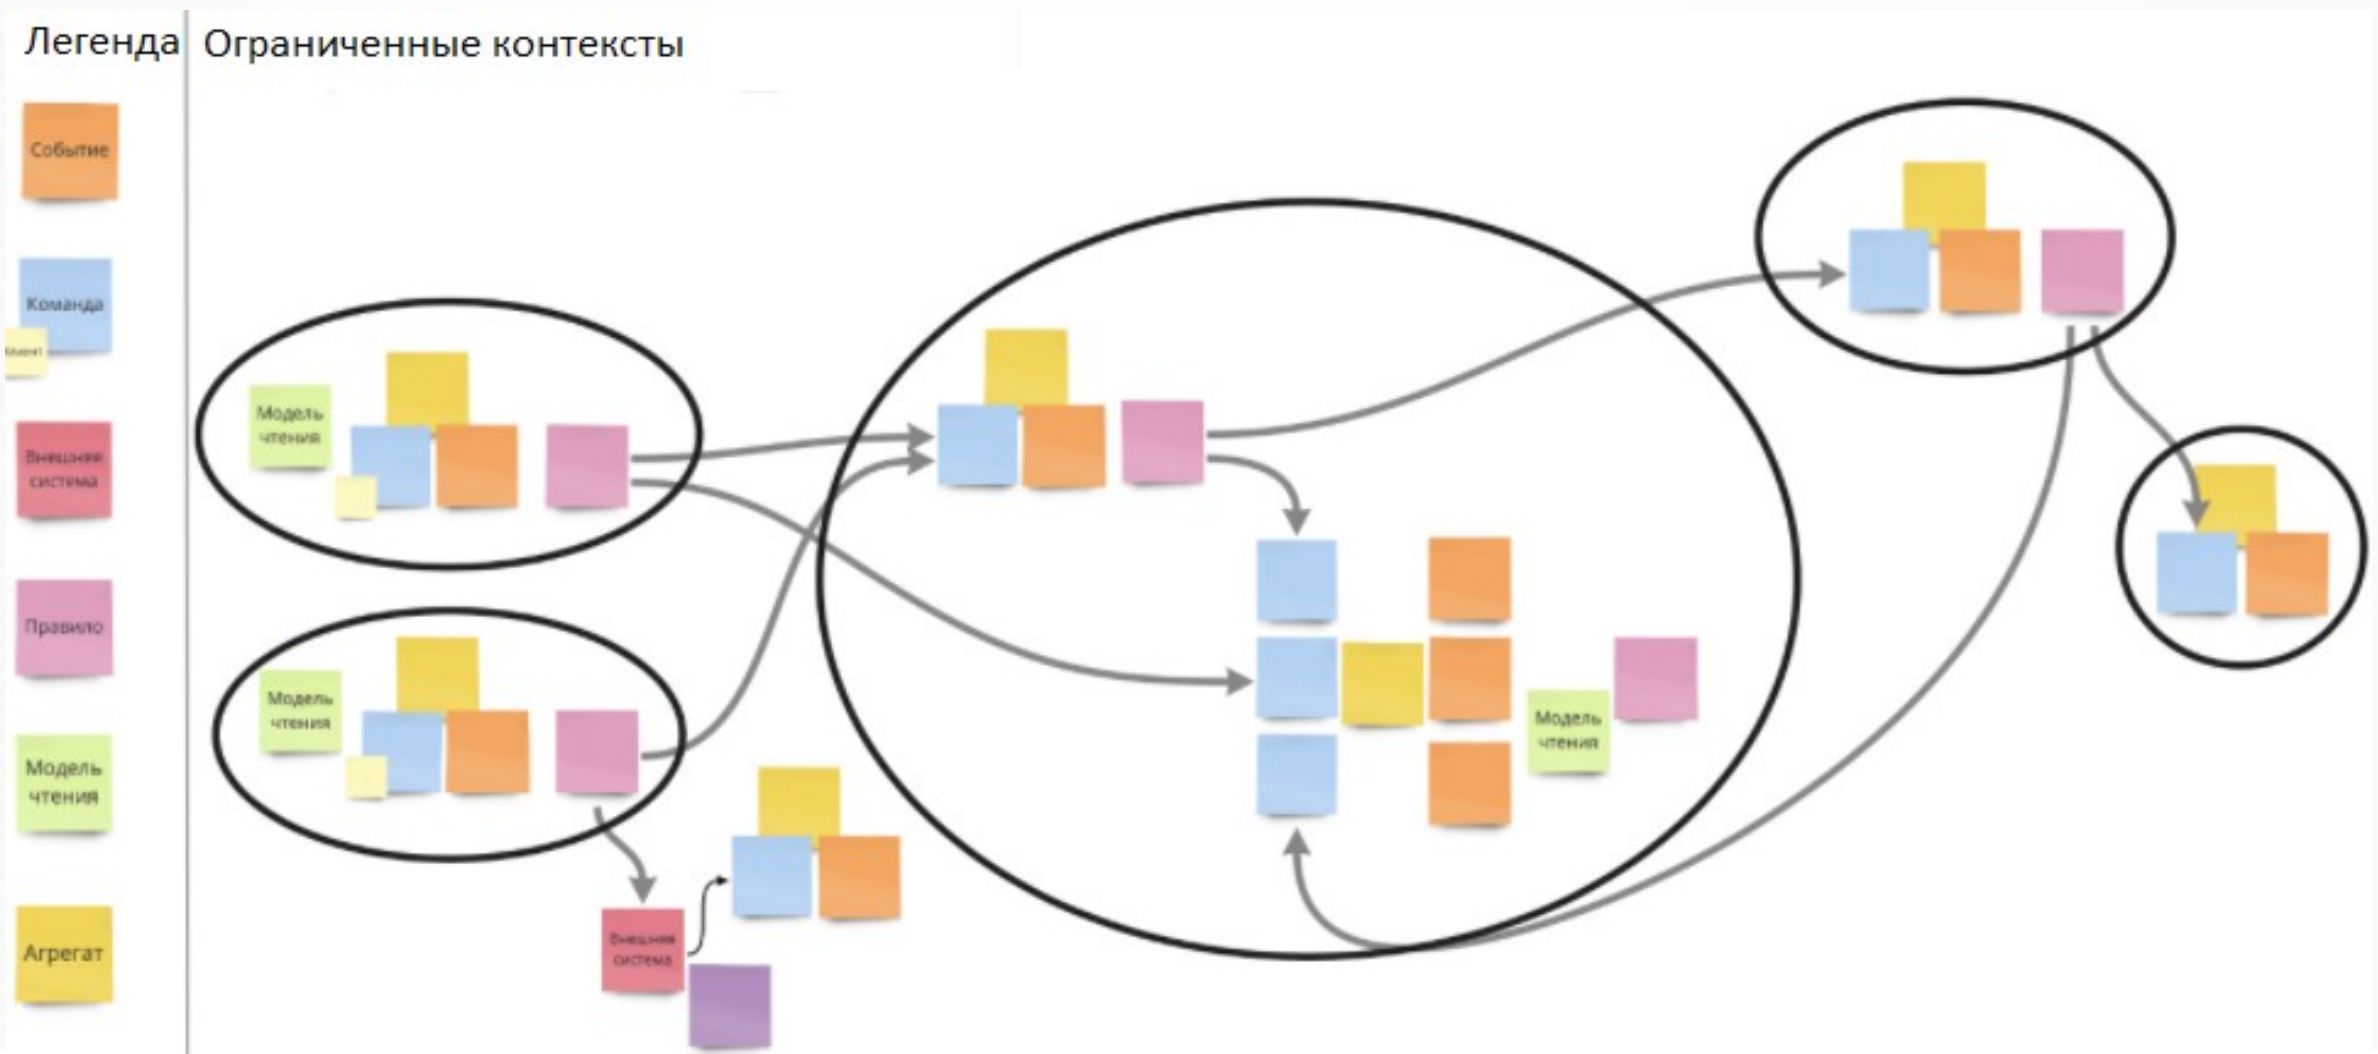 Легенда
Ограниченные контексты
Событие
Команда
Внешняя
система
Правило
Модель
чтения
Агрегат
Модель
чтения
Модель
чтения
Внешняя
система
Модель
чтения